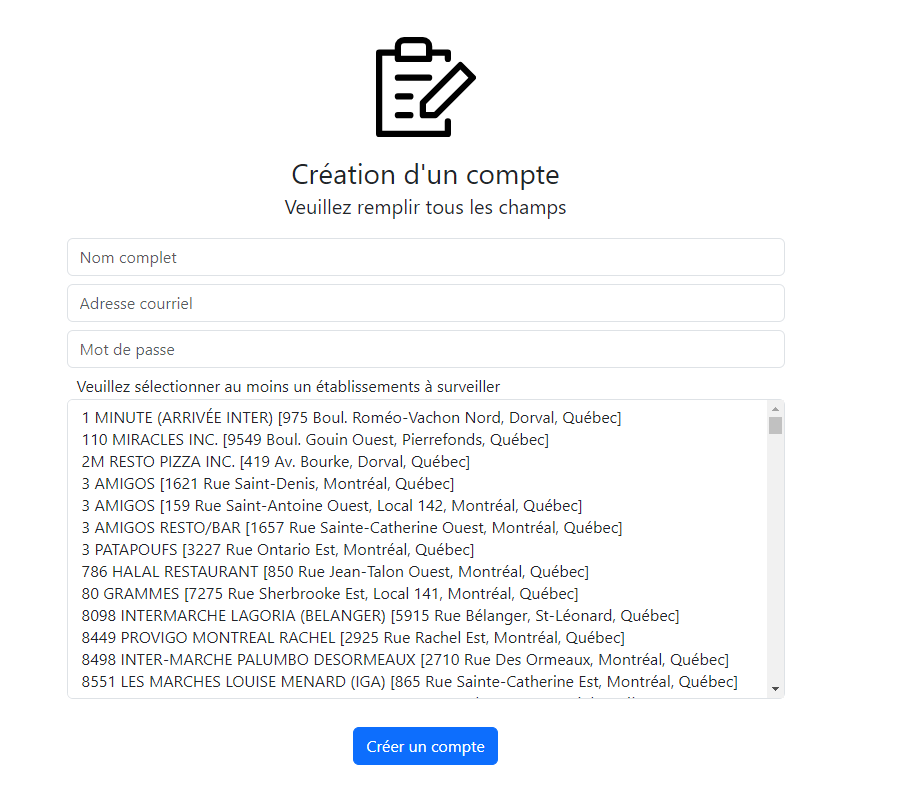 Création d'un compte
Veuillez remplir tous les champs
Nom complet
Adresse courriel
Mot de passe
Veuillez sélectionner au moins un établissements à surveiller
1 MINUTE (ARRIVÉE INTER) [975 Boul. Roméo-Vachon Nord, Dorval, Québec]
110 MIRACLES INC. [9549 Boul. Gouin Ouest, Pierrefonds, Québec]
2M RESTO PIZZA INC. [419 Av. Bourke, Dorval, Québec]
3 AMIGOS [1621 Rue Saint-Denis, Montréal, Québec]
3 AMIGOS [159 Rue Saint-Antoine Ouest, Local 142, Montréal, Québec]
3 AMIGOS RESTO/BAR [1657 Rue Sainte-Catherine Ouest, Montréal, Québec]
3 PATAPOUFS [3227 Rue Ontario Est, Montréal, Québec]
786 HALAL RESTAURANT [850 Rue Jean-Talon Ouest, Montréal, Québec]
80 GRAMMES [7275 Rue Sherbrooke Est, Local 141, Montréal, Québec]
8098 INTERMARCHE LAGORIA (BELANGER) [5915 Rue Bélanger, St-Léonard, Québec]
8449 PROVIGO MONTREAL RACHEL [2925 Rue Rachel Est, Montréal, Québec]
8498 INTER-MARCHE PALUMBO DESORMEAUX [2710 Rue Des Ormeaux, Montréal, Québec]
8551 LES MARCHES LOUISE MENARD (IGA) [865 Rue Sainte-Catherine Est, Montréal, Québec]
Créer un compte